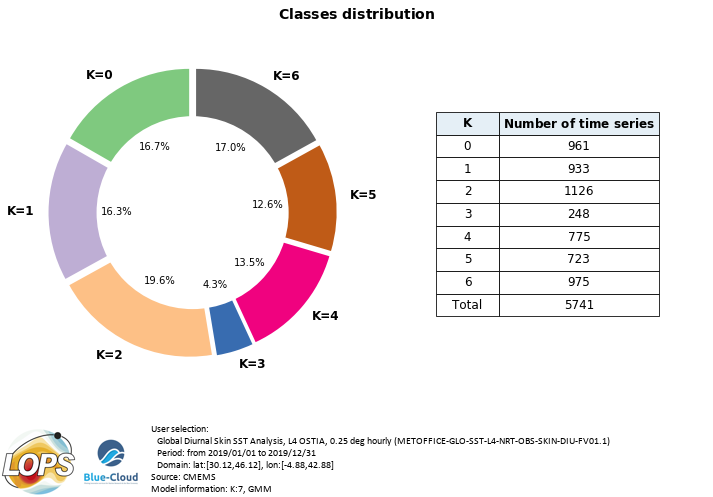 Classes distribution
K=0
K=6
16.7%
17.0%
K=1
16.3%
12.6%
K=5
19.6%
4.3%
13.5%
K=4
K=2
K=3
K Number of time series
0 961
1 933
2 1126
3 248
4 775
5 723
6 975
Total 5741
LOPS
Blue-Cloud
User selection:
Global Diurnal Skin SST Analysis, L4 OSTIA, 0.25 deg hourly (METOFFICE-GLO-SST-L4-NRT-OBS-SKIN-DIU-FV01.1)
Period: from 2019/01/01 to 2019/12/31
Domain: lat:[30.12,46.12], lon:[-4.88,42.88]
Source: CMEMS
Model information: K:7, GMM